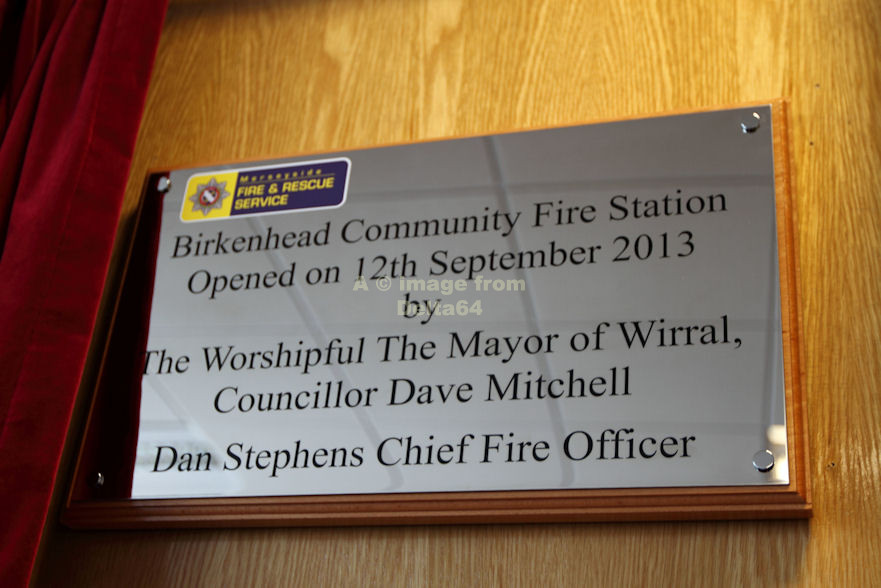 Merseyside
FIRE & RESCUE
SERVICE
Birkenhead Community Fire Station
Opened on 12th September 2013
by
The Worshipful The Mayor of Wirral,
Councillor Dave Mitchell
Dan Stephens Chief Fire Officer
A © image from
Delta64